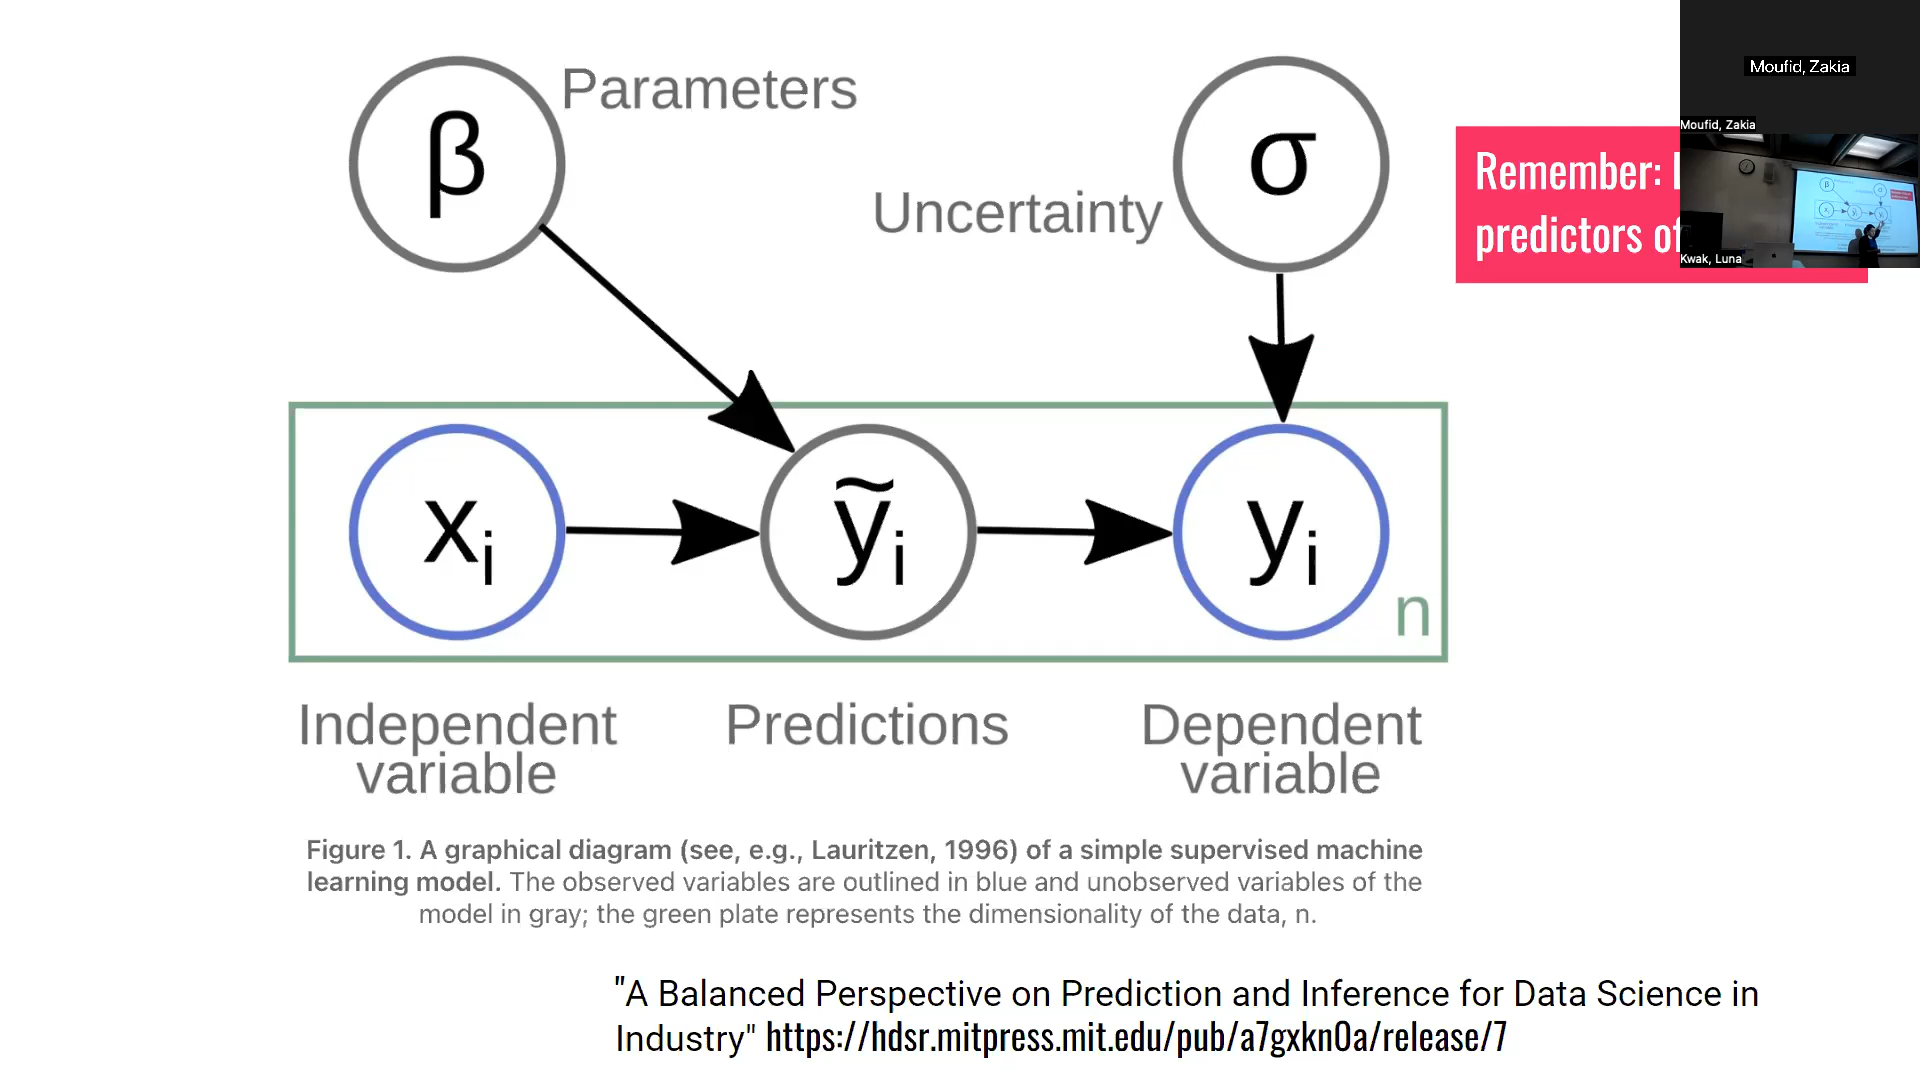 β
Parameters
σ
Uncertainty
Remember:
predictors of
Moufid, Zakia
Moufid, Zakia
Kwak, Luna
xi
ỹi
yi
n
Independent
variable
Predictions
Dependent
variable
Figure 1. A graphical diagram (see, e.g., Lauritzen, 1996) of a simple supervised machine
learning model. The observed variables are outlined in blue and unobserved variables of the
model in gray; the green plate represents the dimensionality of the data, n.
"A Balanced Perspective on Prediction and Inference for Data Science in
Industry" https://hdsr.mitpress.mit.edu/pub/a7gxkn0a/release/7